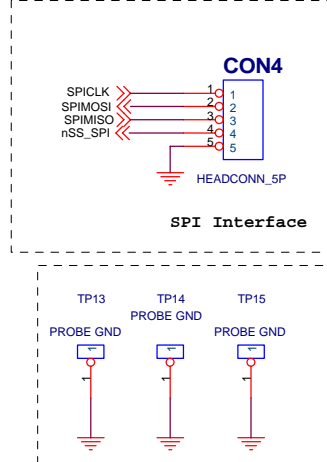 CON4
SPICLK 1 1
SPIMOSI 2 2
SPIMISO 3 3
nSS_SPI 4 4
5 5
HEADCONN_5P
SPI Interface
TP13 TP14 TP15
PROBE GND PROBE GND PROBE GND
1 1 1
1 1 1